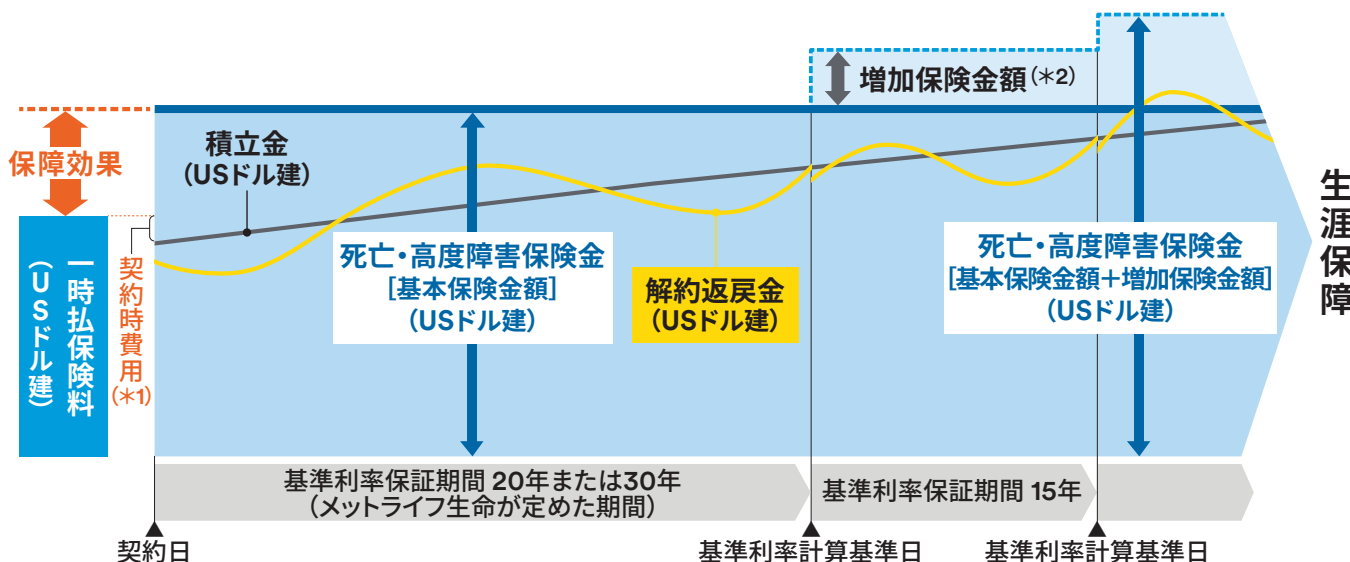 増加保険金額(＊2)
保障効果
積立金
(USドル建)
一時払保険料
(USドル建)
契約時費用
(＊1)
死亡・高度障害保険金
[基本保険金額]
(USドル建)
解約返戻金
(USドル建)
死亡・高度障害保険金
[基本保険金額＋増加保険金額]
(USドル建)
生涯保障
基準利率保証期間 20年または30年
(メットライフ生命が定めた期間)
基準利率保証期間 15年
契約日
基準利率計算基準日
基準利率計算基準日